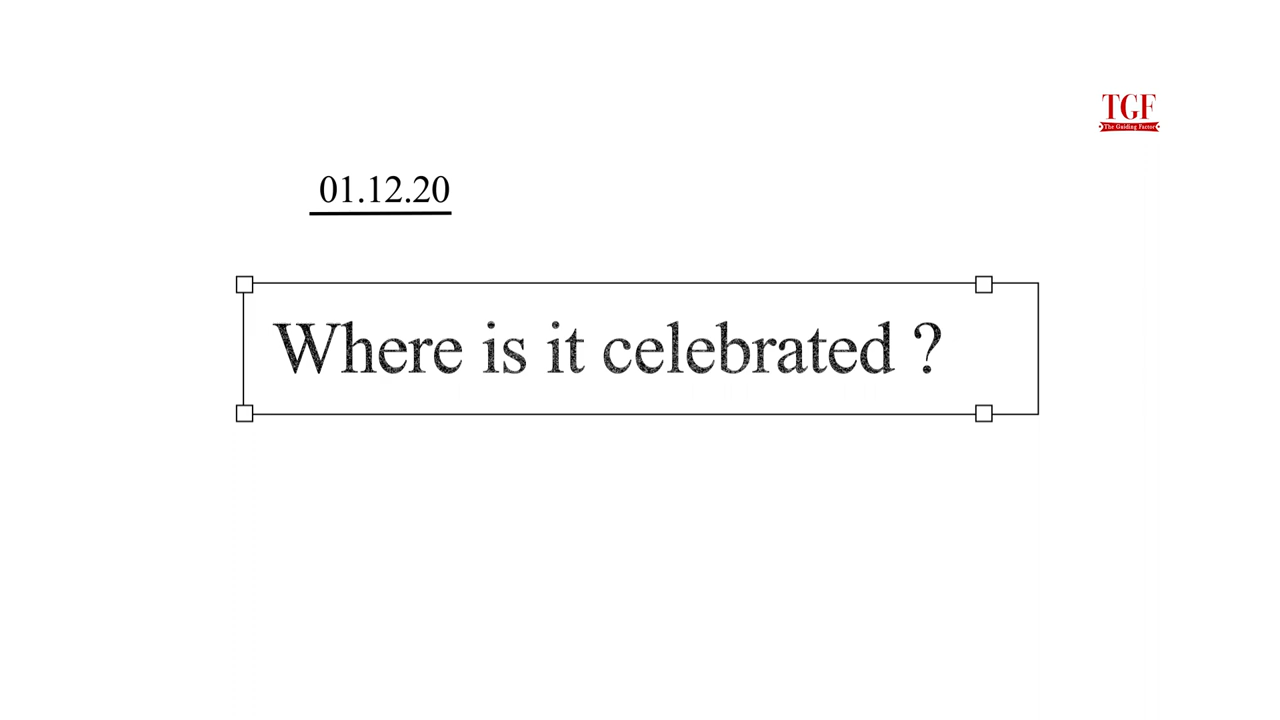 TGF
The Guiding Factor
01.12.20
Where is it celebrated ?